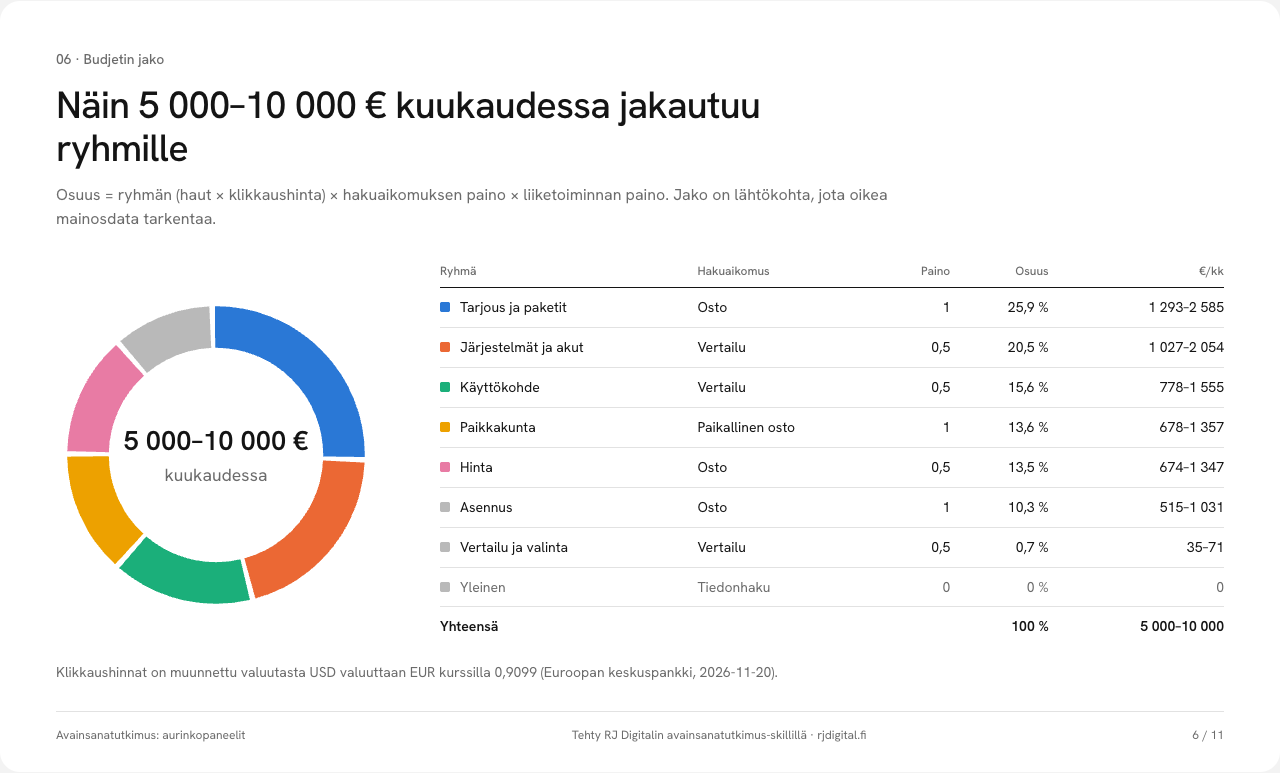 06 · Budjetin jako
Näin 5 000–10 000 € kuukaudessa jakautuu
ryhmille
Osuus = ryhmän (haut × klikkaushinta) × hakuaikomuksen paino × liiketoiminnan paino. Jako on lähtökohta, jota oikea
mainosdata tarkentaa.
5 000–10 000 €
kuukaudessa
Ryhmä Hakuaikomus Paino Osuus €/kk
Tarjous ja paketit Osto 1 25,9 % 1 293–2 585
Järjestelmät ja akut Vertailu 0,5 20,5 % 1 027–2 054
Käyttökohde Vertailu 0,5 15,6 % 778–1 555
Paikkakunta Paikallinen osto 1 13,6 % 678–1 357
Hinta Osto 0,5 13,5 % 674–1 347
Asennus Osto 1 10,3 % 515–1 031
Vertailu ja valinta Vertailu 0,5 0,7 % 35–71
Yleinen Tiedonhaku 0 0 % 0
Yhteensä 100 % 5 000–10 000
Klikkaushinnat on muunnettu valuutasta USD valuuttaan EUR kurssilla 0,9099 (Euroopan keskuspankki, 2026-11-20).
Avainsanatutkimus: aurinkopaneelit Tehty RJ Digitalin avainsanatutkimus-skillillä · rjdigital.fi 6 / 11